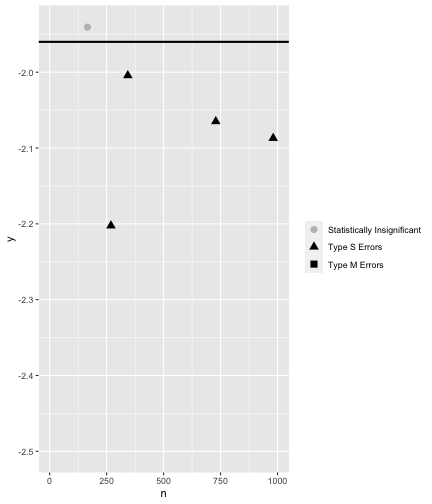 -2.0
-2.1
-2.2
-2.3
-2.4
-2.5
y
0
250
500
750
1000
n
Statistically Insignificant
Type S Errors
Type M Errors